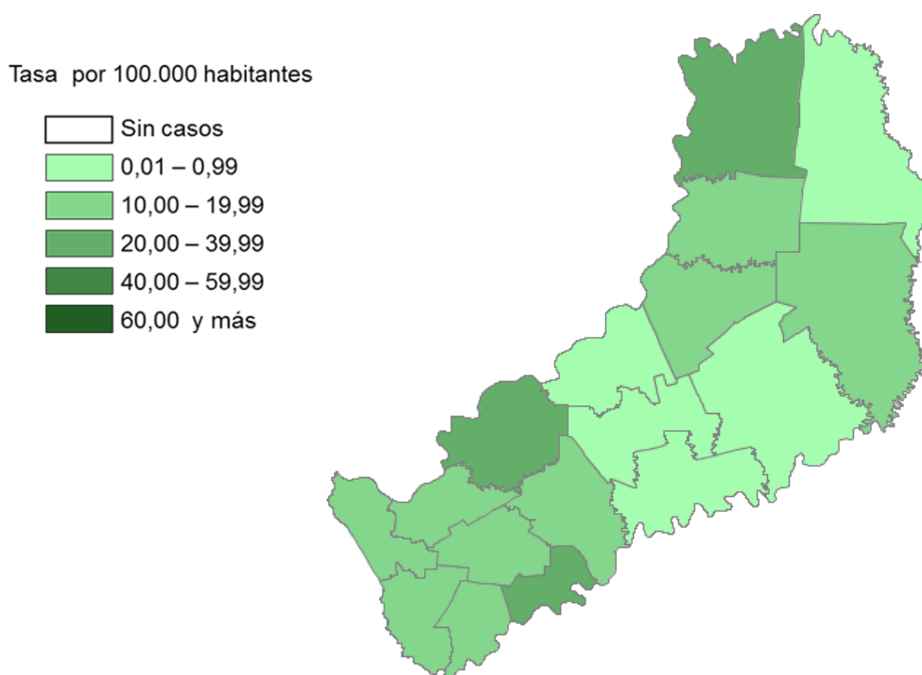 Tasa por 100.000 habitantes
Sin casos
0,01 – 0,99
10,00 – 19,99
20,00 – 39,99
40,00 – 59,99
60,00 y más